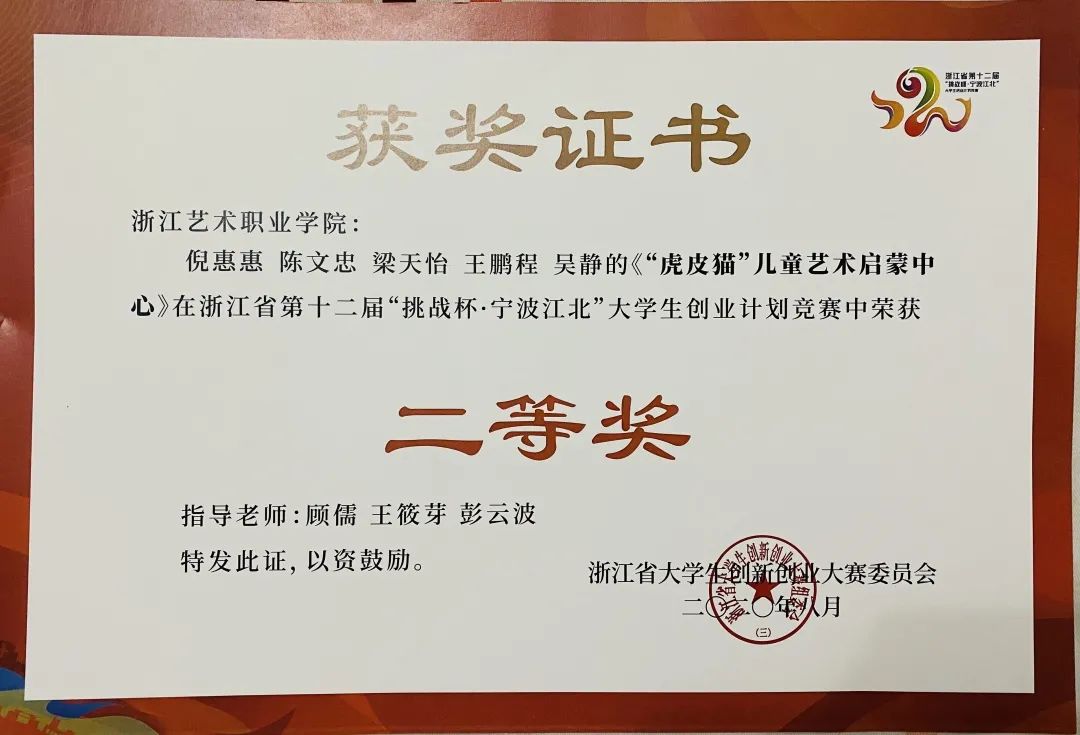 浙江省第十二届
“挑战杯·宁波江北”
获奖证书
浙江艺术职业学院：
倪惠惠 陈文忠 梁天怡 王鹏程 吴静的《“虎皮猫”儿童艺术启蒙中
心》在浙江省第十二届“挑战杯·宁波江北”大学生创业计划竞赛中荣获
二等奖
指导老师：顾儒 王筱芽 彭云波
特发此证，以资鼓励。
浙江省大学生创新创业大赛委员会
二〇二〇年八月
（三）